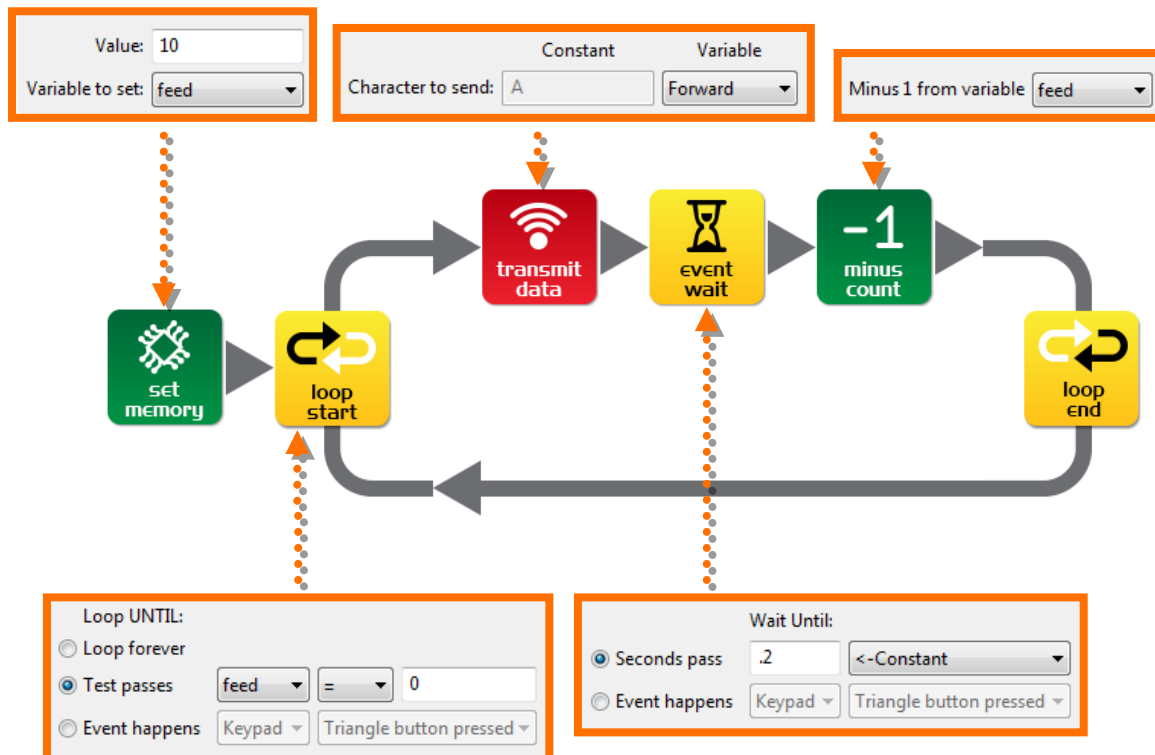 Value: 10
Variable to set: feed
Constant Variable
Character to send: A Forward
Minus 1 from variable feed
transmit
data
event
wait
-1
minus
count
set
memory
loop
start
loop
end
Loop UNTIL:
Loop forever
Test passes feed = 0
Event happens Keypad Triangle button pressed
Wait Until:
Seconds pass .2 <-Constant
Event happens Keypad Triangle button pressed